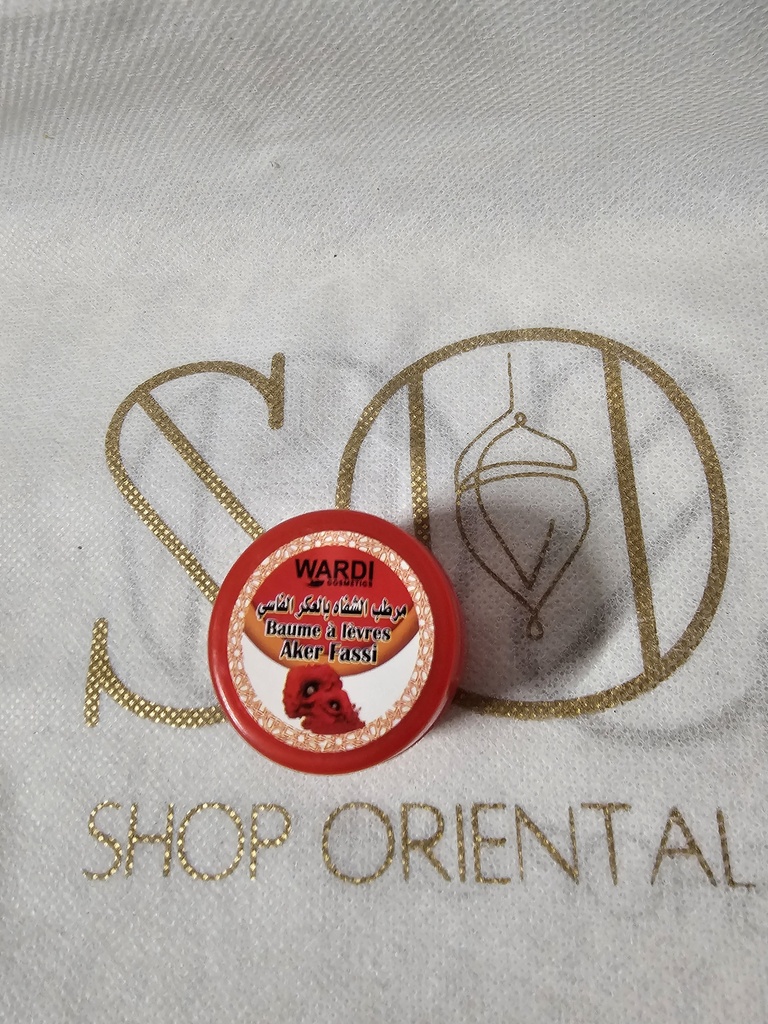 SO
WARDI
COSMETICS
مرطب الشفاه بالعكر الفاسي
Baume à lèvres
Aker Fassi
SHOP ORIENTAL